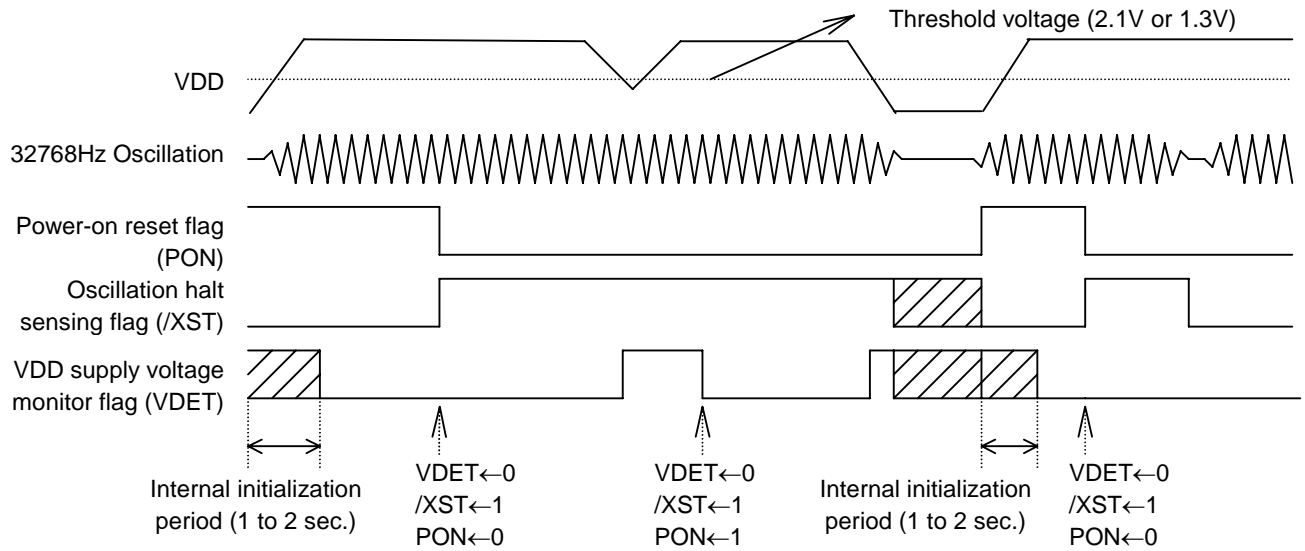 Threshold voltage (2.1V or 1.3V)
VDD
32768Hz Oscillation
Power-on reset flag
(PON)
Oscillation halt
sensing flag (/XST)
VDD supply voltage
monitor flag (VDET)
Internal initialization
period (1 to 2 sec.)
VDET←0
/XST←1
PON←0
VDET←0
/XST←1
PON←1
Internal initialization
period (1 to 2 sec.)
VDET←0
/XST←1
PON←0